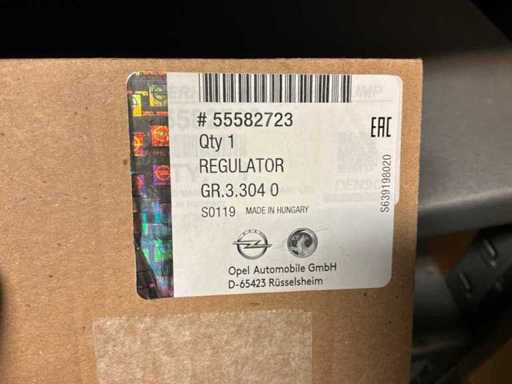 # 55582723
Qty 1
REGULATOR
GR.3.304 0
S0119 MADE IN HUNGARY
Opel Automobile GmbH
D-65423 Rüsselsheim
EAC
S639198020